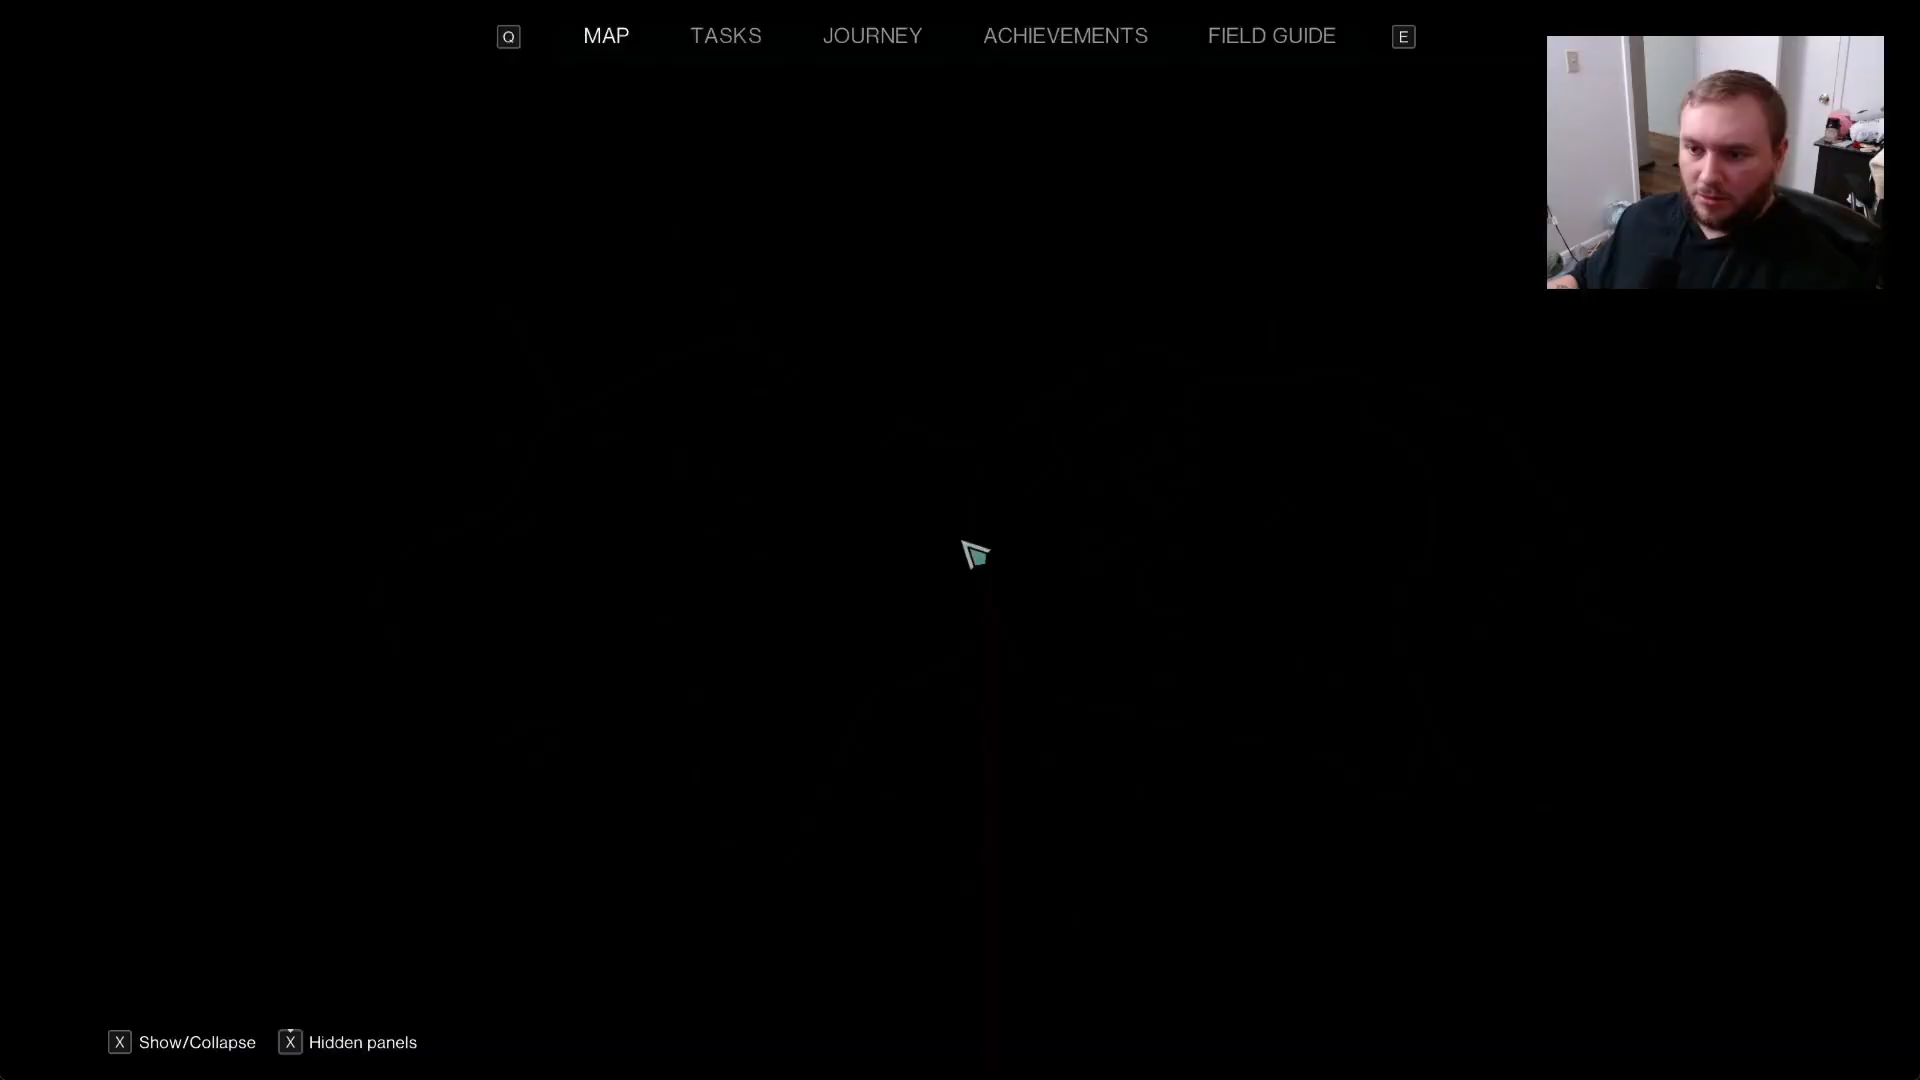 Q MAP TASKS JOURNEY ACHIEVEMENTS FIELD GUIDE E
X Show/Collapse X Hidden panels